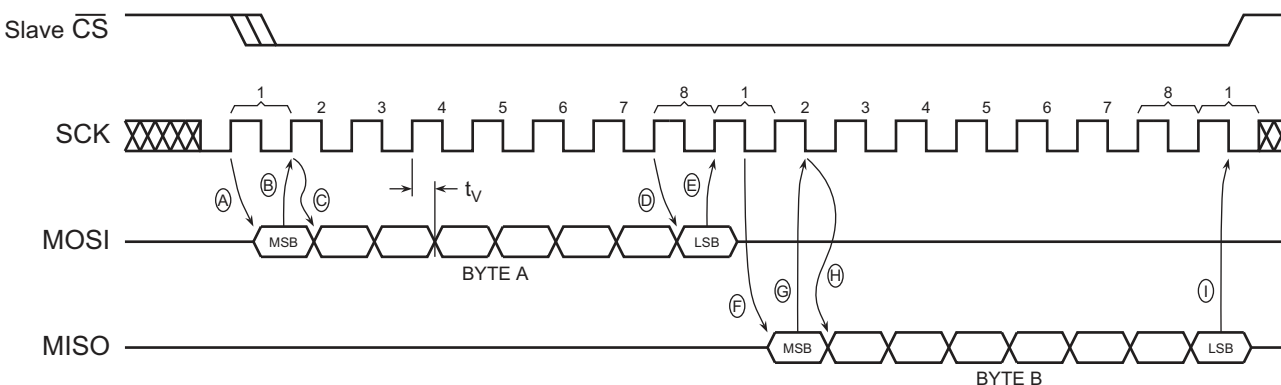 Slave CS
1 2 3 4 5 6 7 8 1 2 3 4 5 6 7 8 1
SCK
A B C D E
t_V
MOSI MSB LSB
BYTE A
F G H I
MISO MSB LSB
BYTE B